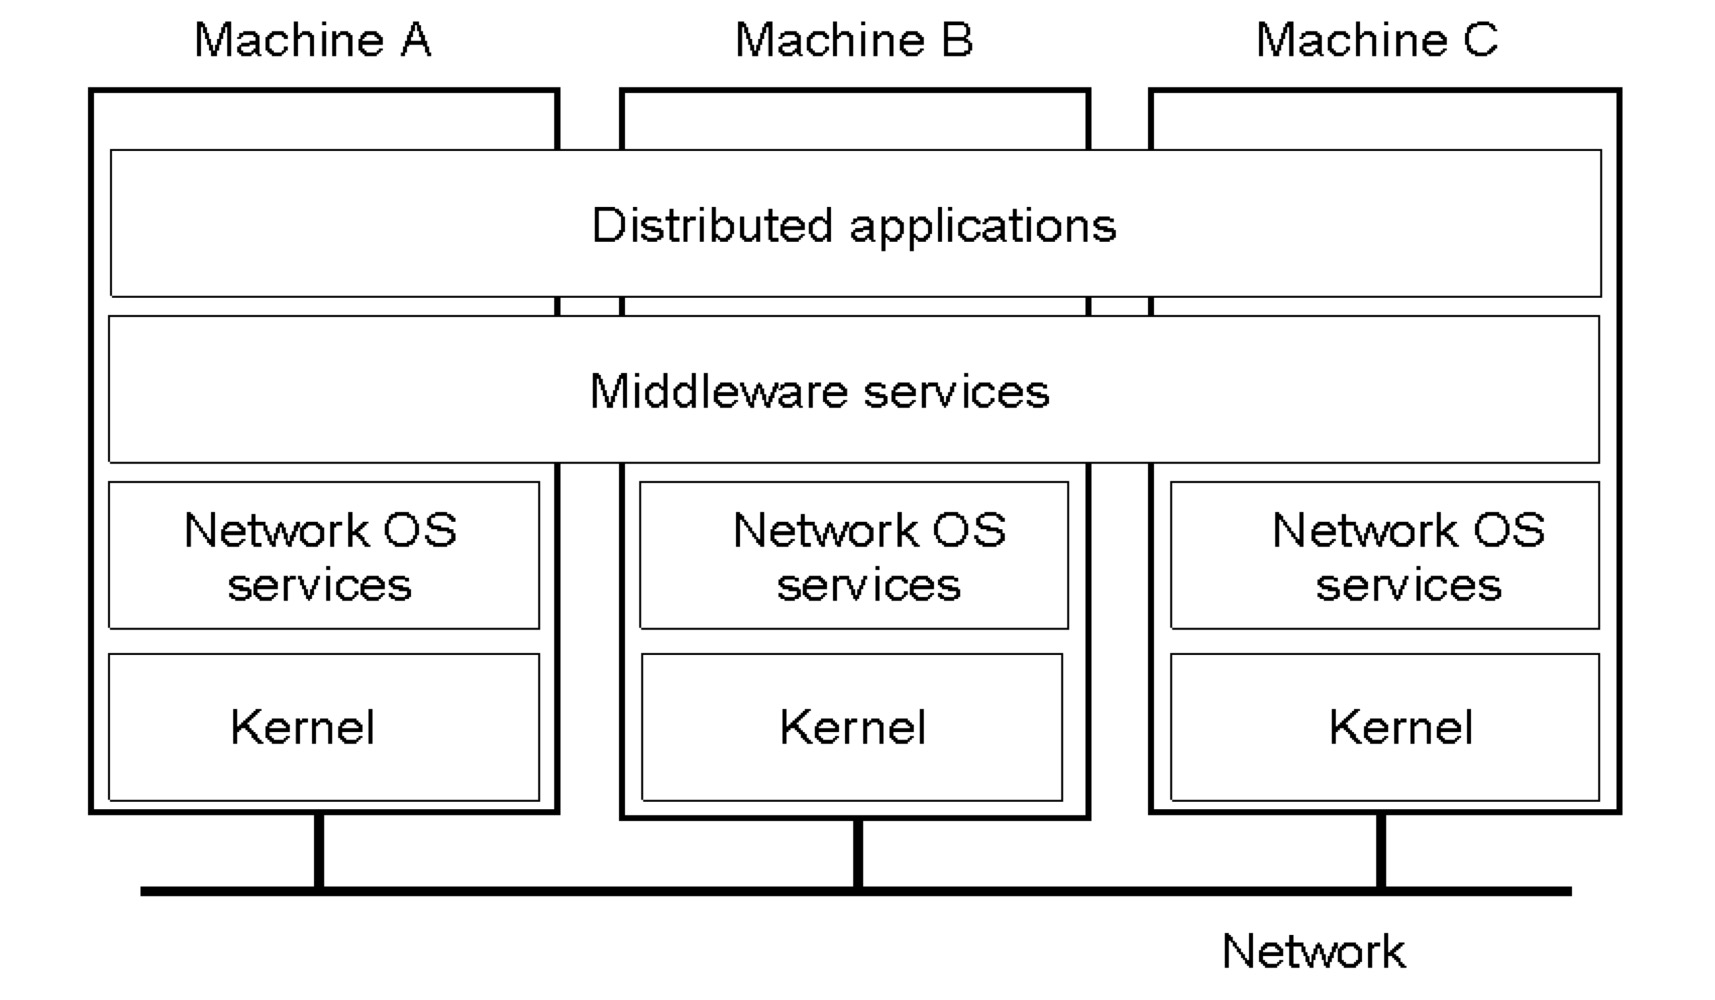 Machine A
Machine B
Machine C
Distributed applications
Middleware services
Network OS
services
Network OS
services
Network OS
services
Kernel
Kernel
Kernel
Network